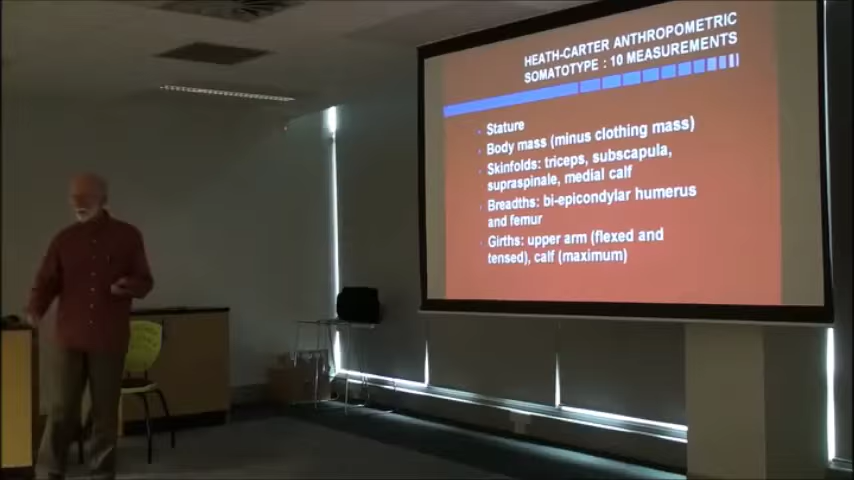 HEATH-CARTER ANTHROPOMETRIC
SOMATOTYPE : 10 MEASUREMENTS
Stature
Body mass (minus clothing mass)
Skinfolds: triceps, subscapula,
supraspinale, medial calf
Breadths: bi-epicondylar humerus
and femur
Girths: upper arm (flexed and
tensed), calf (maximum)